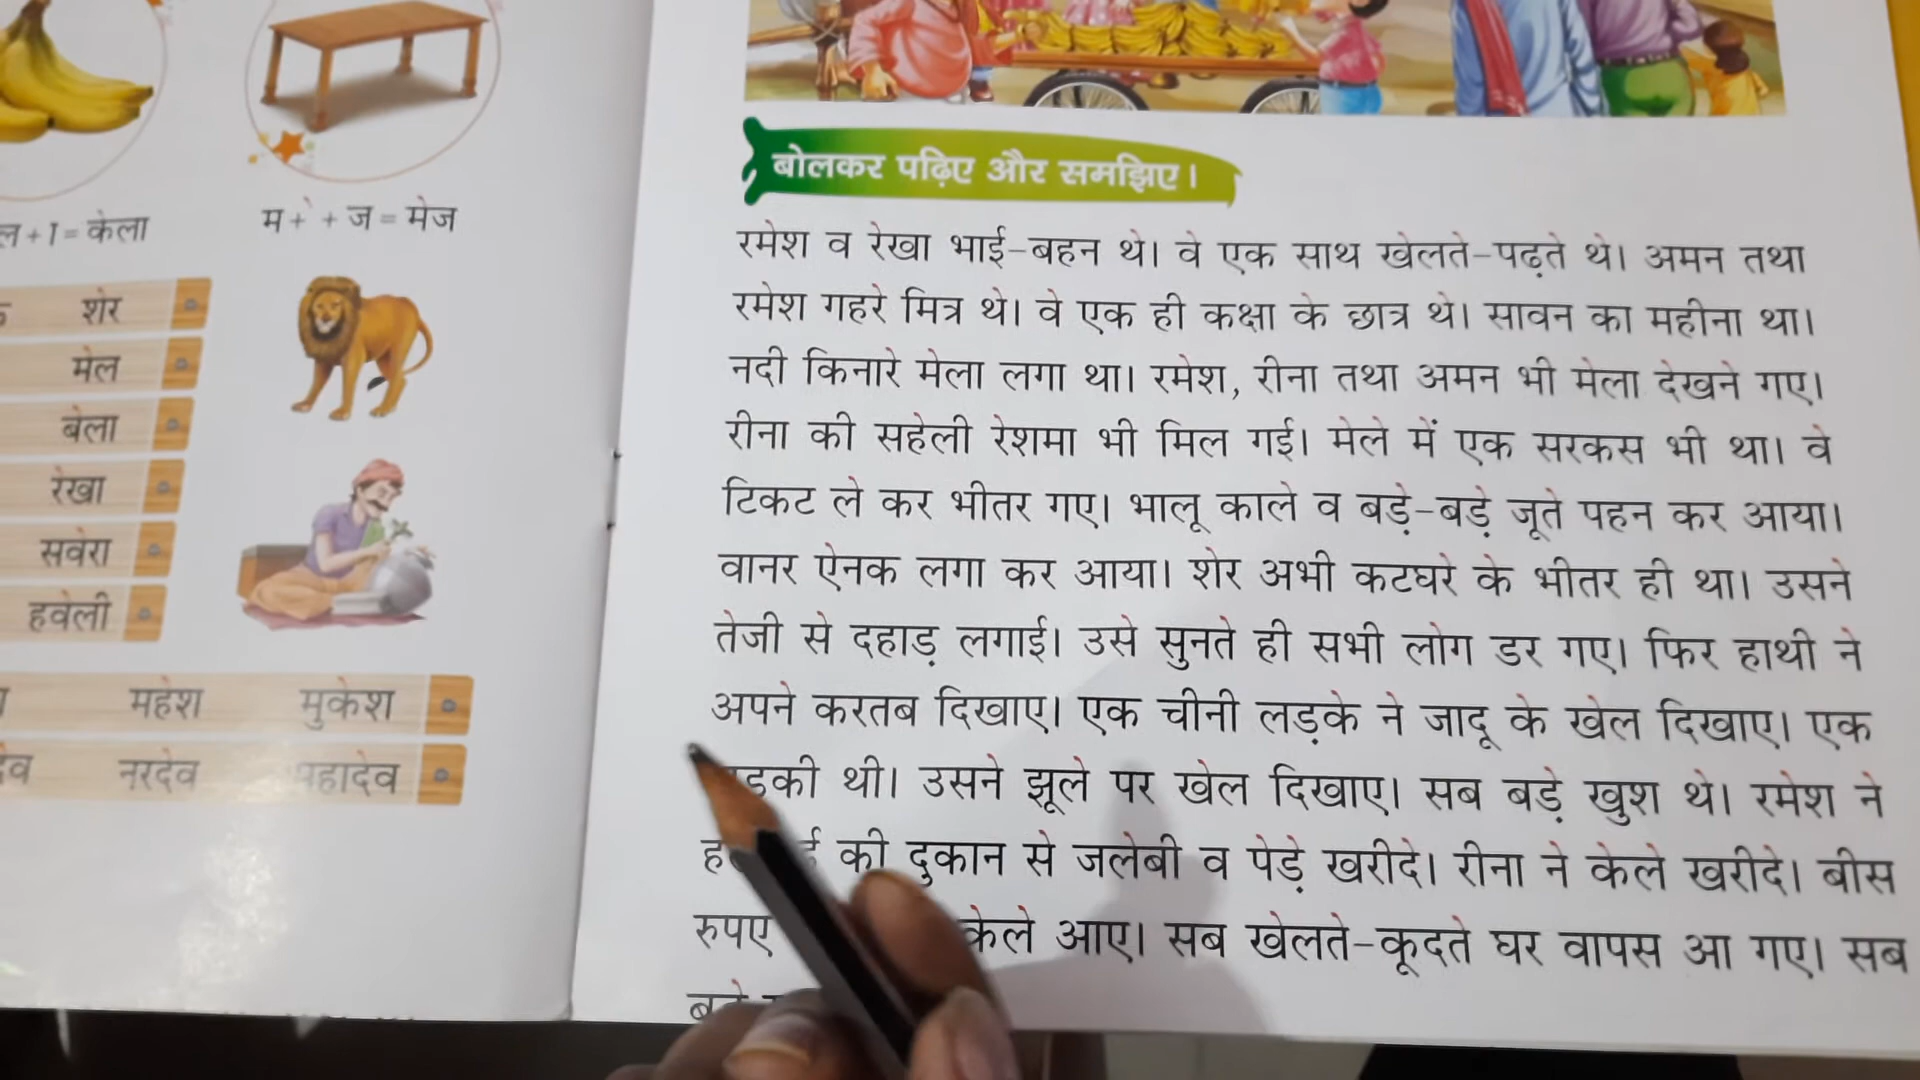 ल + ा = केला
म + े + ज = मेज
शेर
मेल
बेला
रेखा
सवेरा
हवेली
महेश मुकेश
नरदेव महादेव
बोलकर पढ़िए और समझिए।
रमेश व रेखा भाई-बहन थे। वे एक साथ खेलते-पढ़ते थे। अमन तथा
रमेश गहरे मित्र थे। वे एक ही कक्षा के छात्र थे। सावन का महीना था।
नदी किनारे मेला लगा था। रमेश, रीना तथा अमन भी मेला देखने गए।
रीना की सहेली रेशमा भी मिल गई। मेले में एक सरकस भी था। वे
टिकट ले कर भीतर गए। भालू काले व बड़े-बड़े जूते पहन कर आया।
वानर ऐनक लगा कर आया। शेर अभी कटघरे के भीतर ही था। उसने
तेजी से दहाड़ लगाई। उसे सुनते ही सभी लोग डर गए। फिर हाथी ने
अपने करतब दिखाए। एक चीनी लड़के ने जादू के खेल दिखाए। एक
थी। उसने झूले पर खेल दिखाए। सब बड़े खुश थे। रमेश ने
की दुकान से जलेबी व पेड़े खरीदे। रीना ने केले खरीदे। बीस
रुपए केले आए। सब खेलते-कूदते घर वापस आ गए। सब